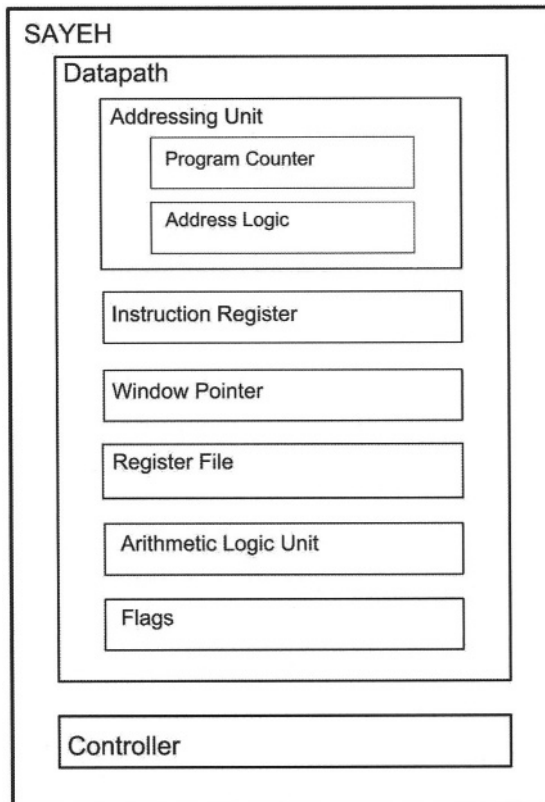 SAYEH
Datapath
Addressing Unit
Program Counter
Address Logic
Instruction Register
Window Pointer
Register File
Arithmetic Logic Unit
Flags
Controller